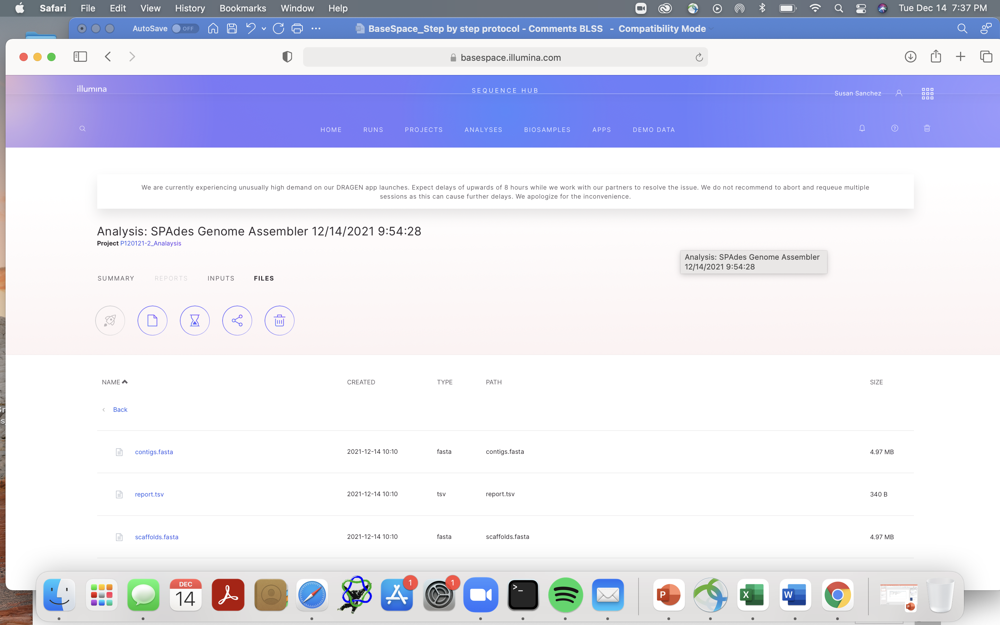 Safari File Edit View History Bookmarks Window Help Tue Dec 14 7:37 PM
AutoSave OFF BaseSpace_Step by step protocol - Comments BLSS - Compatibility Mode
basespace.illumina.com
illumina
SEQUENCE HUB
Susan Sanchez
HOME RUNS PROJECTS ANALYSES BIOSAMPLES APPS DEMO DATA
We are currently experiencing unusually high demand on our DRAGEN app launches. Expect delays of upwards of 8 hours while we work with our partners to resolve the issue. We do not recommend to abort and requeue multiple
sessions as this can cause further delays. We apologize for the inconvenience.
Analysis: SPAdes Genome Assembler 12/14/2021 9:54:28
Project P120121-2_Analaysis
Analysis: SPAdes Genome Assembler
12/14/2021 9:54:28
SUMMARY REPORTS INPUTS FILES
NAME CREATED TYPE PATH SIZE
Back
contigs.fasta 2021-12-14 10:10 fasta contigs.fasta 4.97 MB
report.tsv 2021-12-14 10:10 tsv report.tsv 340 B
scaffolds.fasta 2021-12-14 10:10 fasta scaffolds.fasta 4.97 MB
DEC
14
1
1
>_
P
X
W
P